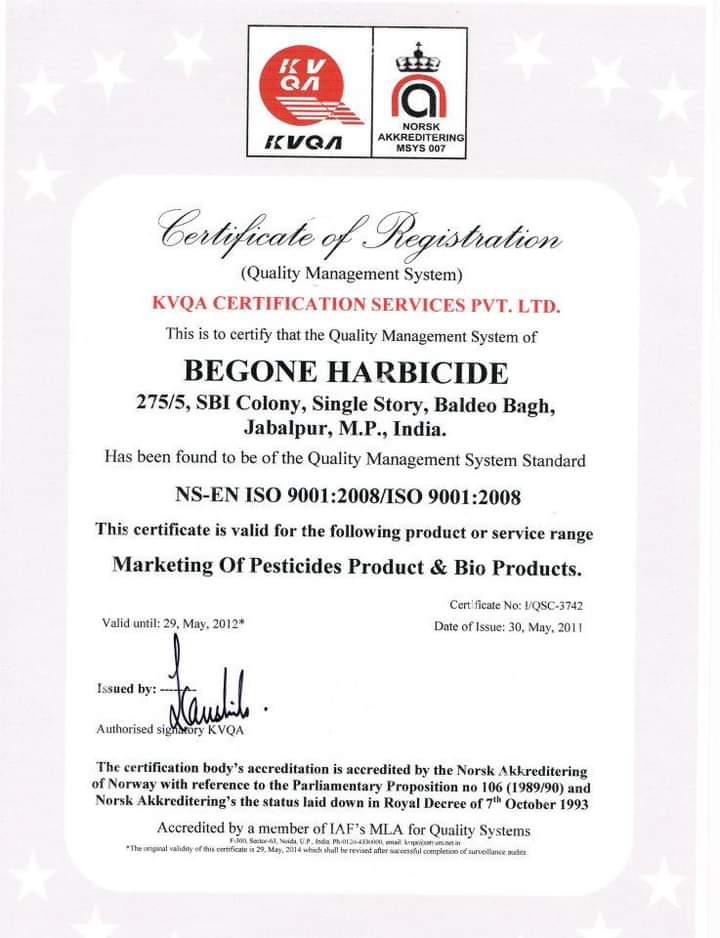 KV
QA
KVQA
NORSK
AKKREDITERING
MSYS 007
Certificate of Registration
(Quality Management System)
KVQA CERTIFICATION SERVICES PVT. LTD.
This is to certify that the Quality Management System of
BEGONE HARBICIDE
275/5, SBI Colony, Single Story, Baldeo Bagh,
Jabalpur, M.P., India.
Has been found to be of the Quality Management System Standard
NS-EN ISO 9001:2008/ISO 9001:2008
This certificate is valid for the following product or service range
Marketing Of Pesticides Product & Bio Products.
Certificate No: I/QSC-3742
Valid until: 29, May, 2012*
Date of Issue: 30, May, 2011
Issued by:
Authorised signatory KVQA
The certification body's accreditation is accredited by the Norsk Akkreditering
of Norway with reference to the Parliamentary Proposition no 106 (1989/90) and
Norsk Akkreditering's the status laid down in Royal Decree of 7th October 1993
Accredited by a member of IAF's MLA for Quality Systems
F-300, Sector-63, Noida, U.P., India. Ph-0120-4330000, email:
*The original validity of this certificate is 29, May, 2014 which shall be revised after successful completion of surveillance audits.